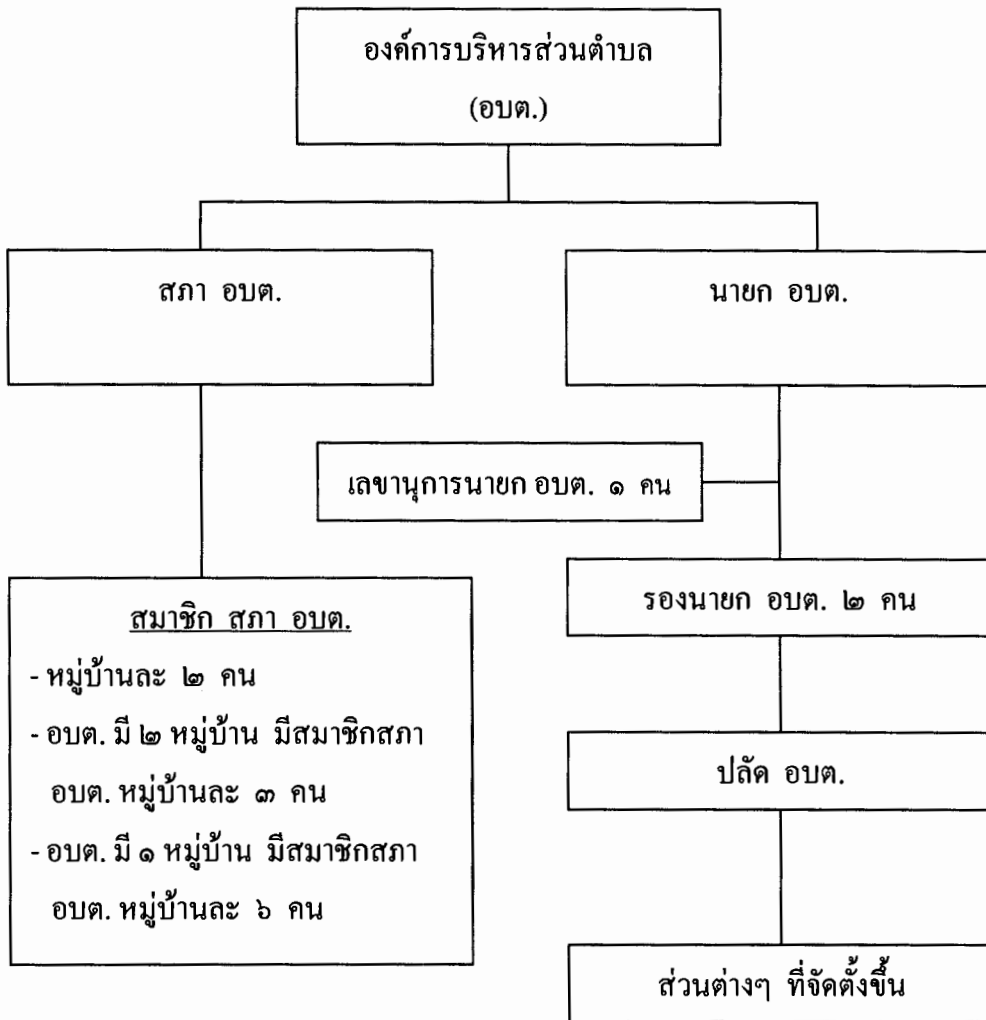 องค์การบริหารส่วนตำบล
(อบต.)
สภา อบต.
นายก อบต.
เลขานุการนายก อบต. ๑ คน
รองนายก อบต. ๒ คน
สมาชิก สภา อบต.
- หมู่บ้านละ ๒ คน
- อบต. มี ๒ หมู่บ้าน มีสมาชิกสภา
อบต. หมู่บ้านละ ๓ คน
- อบต. มี ๑ หมู่บ้าน มีสมาชิกสภา
อบต. หมู่บ้านละ ๖ คน
ปลัด อบต.
ส่วนต่างๆ ที่จัดตั้งขึ้น